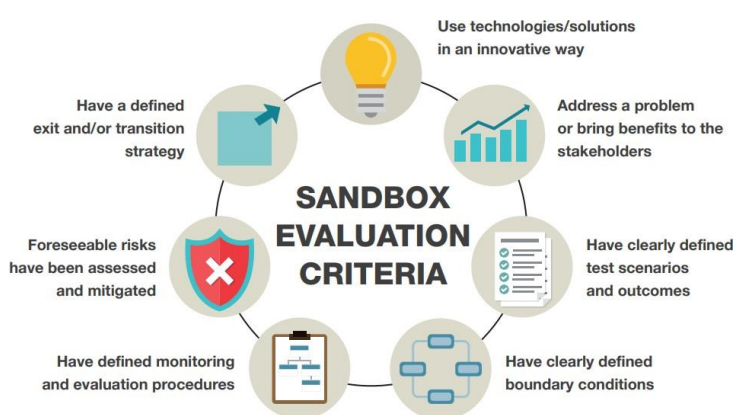 SANDBOX
EVALUATION
CRITERIA
Use technologies/solutions
in an innovative way
Address a problem
or bring benefits to the
stakeholders
Have clearly defined
test scenarios
and outcomes
Have clearly defined
boundary conditions
Have defined monitoring
and evaluation procedures
Foreseeable risks
have been assessed
and mitigated
Have a defined
exit and/or transition
strategy